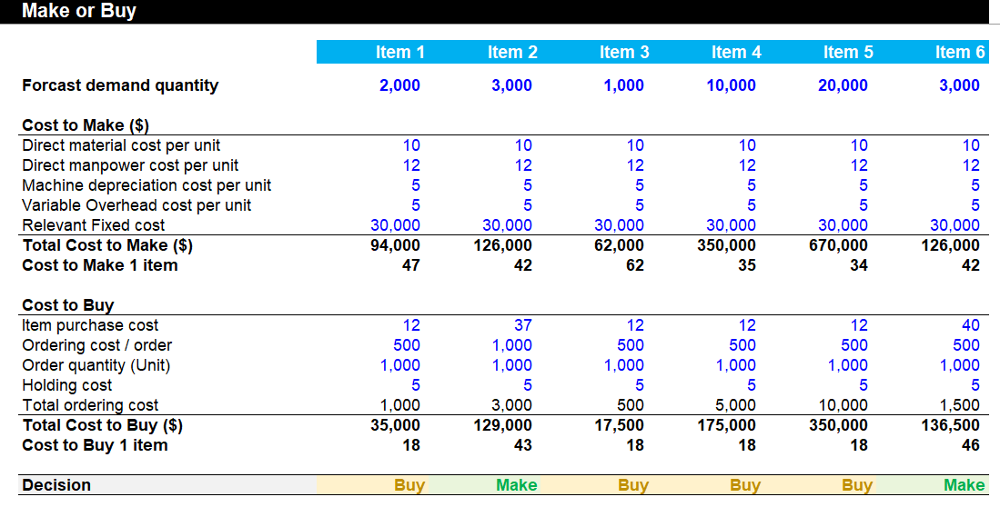 Make or Buy
Item 1 Item 2 Item 3 Item 4 Item 5 Item 6
Forcast demand quantity 2,000 3,000 1,000 10,000 20,000 3,000
Cost to Make ($)
Direct material cost per unit 10 10 10 10 10 10
Direct manpower cost per unit 12 12 12 12 12 12
Machine depreciation cost per unit 5 5 5 5 5 5
Variable Overhead cost per unit 5 5 5 5 5 5
Relevant Fixed cost 30,000 30,000 30,000 30,000 30,000 30,000
Total Cost to Make ($) 94,000 126,000 62,000 350,000 670,000 126,000
Cost to Make 1 item 47 42 62 35 34 42
Cost to Buy
Item purchase cost 12 37 12 12 12 40
Ordering cost / order 500 1,000 500 500 500 500
Order quantity (Unit) 1,000 1,000 1,000 1,000 1,000 1,000
Holding cost 5 5 5 5 5 5
Total ordering cost 1,000 3,000 500 5,000 10,000 1,500
Total Cost to Buy ($) 35,000 129,000 17,500 175,000 350,000 136,500
Cost to Buy 1 item 18 43 18 18 18 46
Decision Buy Make Buy Buy Buy Make